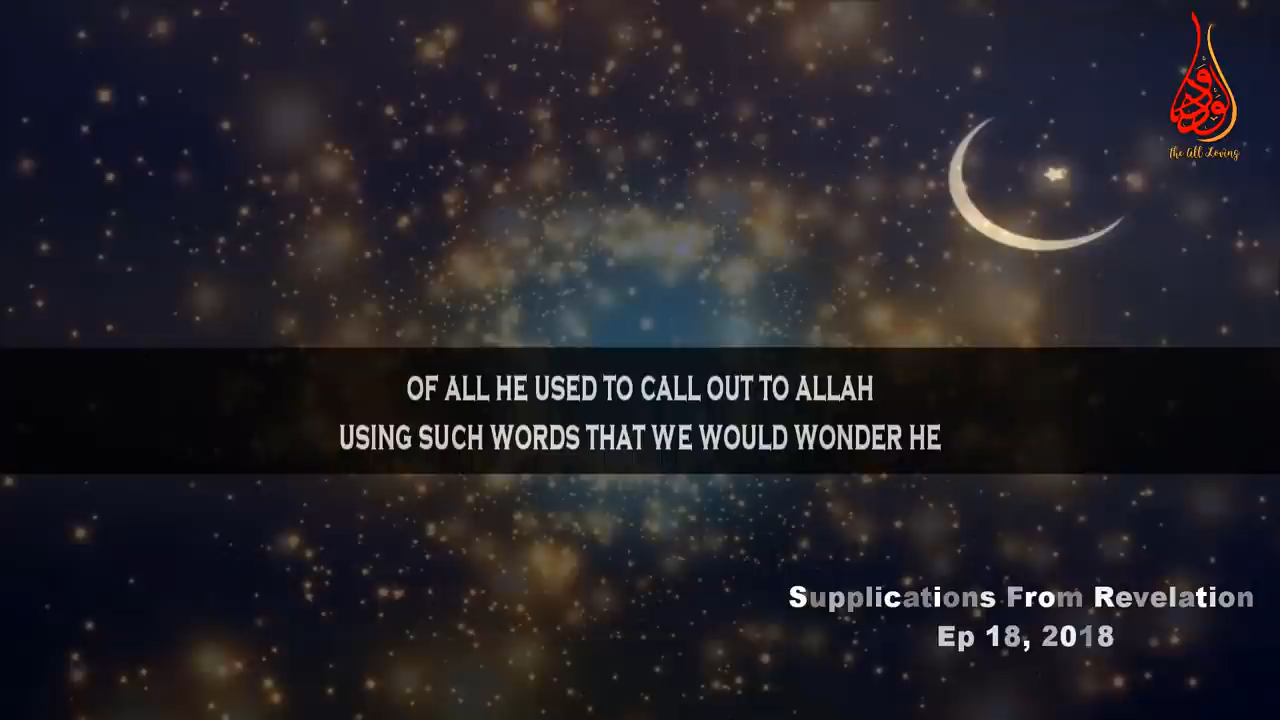 الودود
the All Loving
OF ALL HE USED TO CALL OUT TO ALLAH
USING SUCH WORDS THAT WE WOULD WONDER HE
Supplications From Revelation
Ep 18, 2018